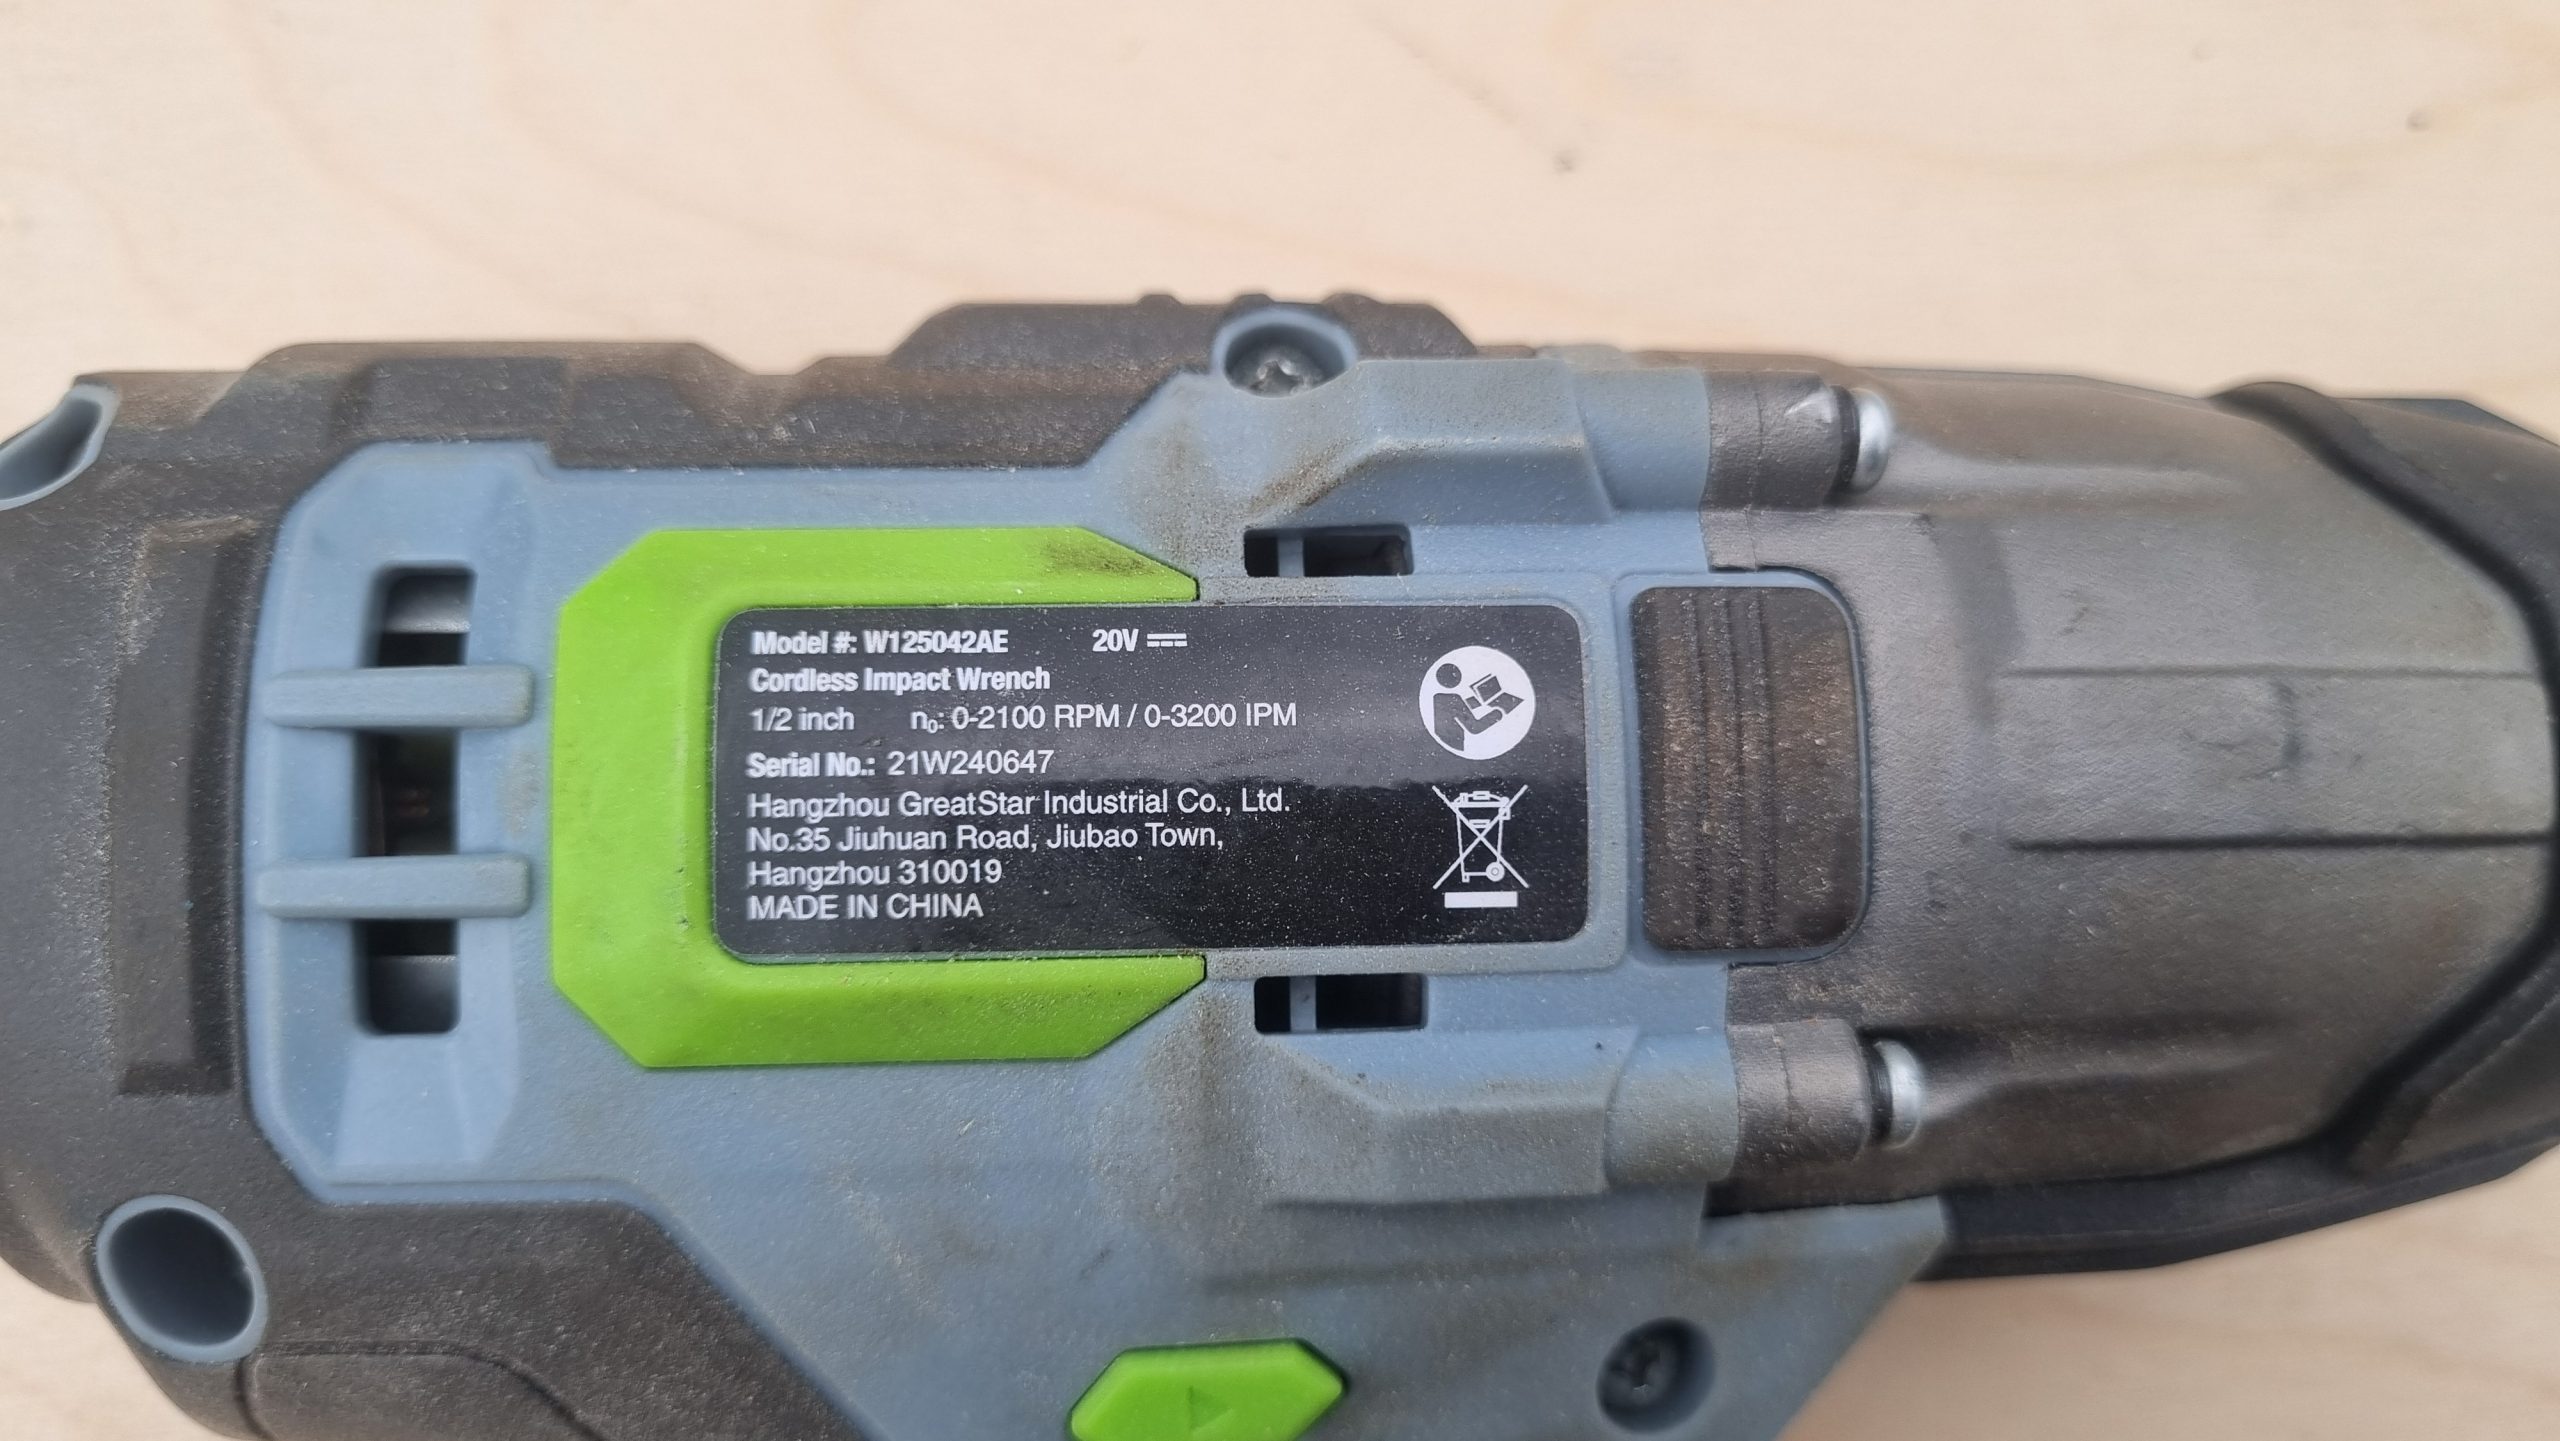 Model #: W125042AE 20V ⎓
Cordless Impact Wrench
1/2 inch n₀: 0-2100 RPM / 0-3200 IPM
Serial No.: 21W240647
Hangzhou GreatStar Industrial Co., Ltd.
No.35 Jiuhuan Road, Jiubao Town,
Hangzhou 310019
MADE IN CHINA